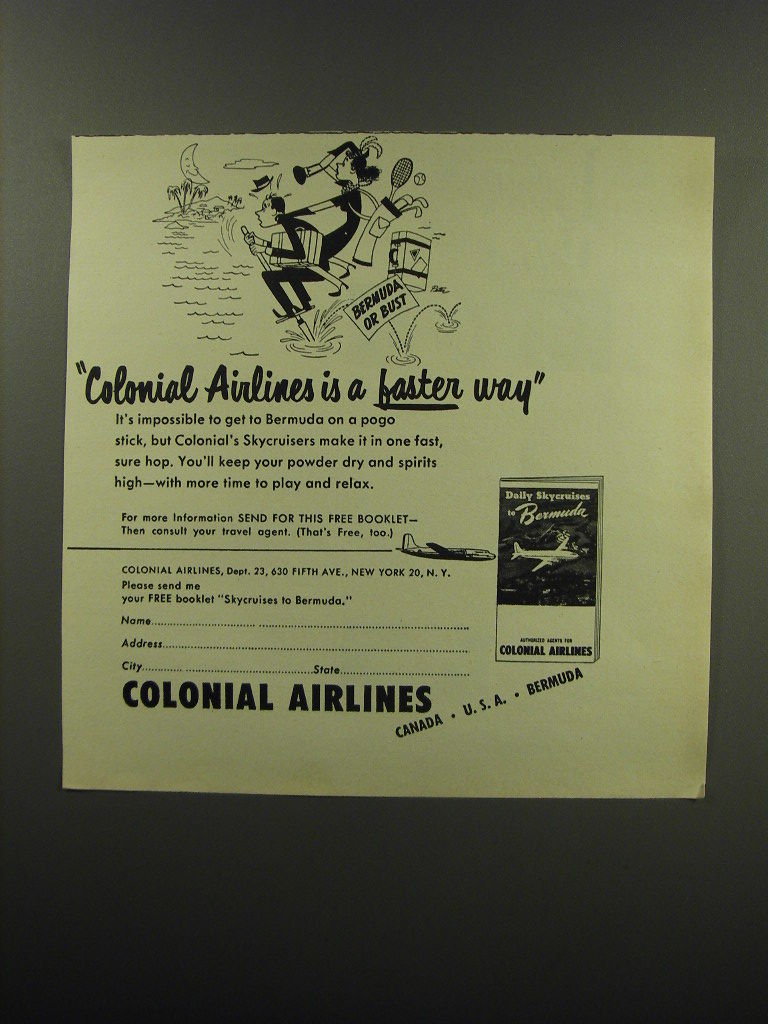 BERMUDA
OR BUST
"Colonial Airlines is a faster way"
It's impossible to get to Bermuda on a pogo
stick, but Colonial's Skycruisers make it in one fast,
sure hop. You'll keep your powder dry and spirits
high—with more time to play and relax.
For more Information SEND FOR THIS FREE BOOKLET—
Then consult your travel agent. (That's Free, too.)
COLONIAL AIRLINES, Dept. 23, 630 FIFTH AVE., NEW YORK 20, N. Y.
Please send me
your FREE booklet "Skycruises to Bermuda."
Name
Address
City State
COLONIAL AIRLINES
CANADA • U. S. A. • BERMUDA
Daily Skycruises
to Bermuda
AUTHORIZED AGENTS FOR
COLONIAL AIRLINES